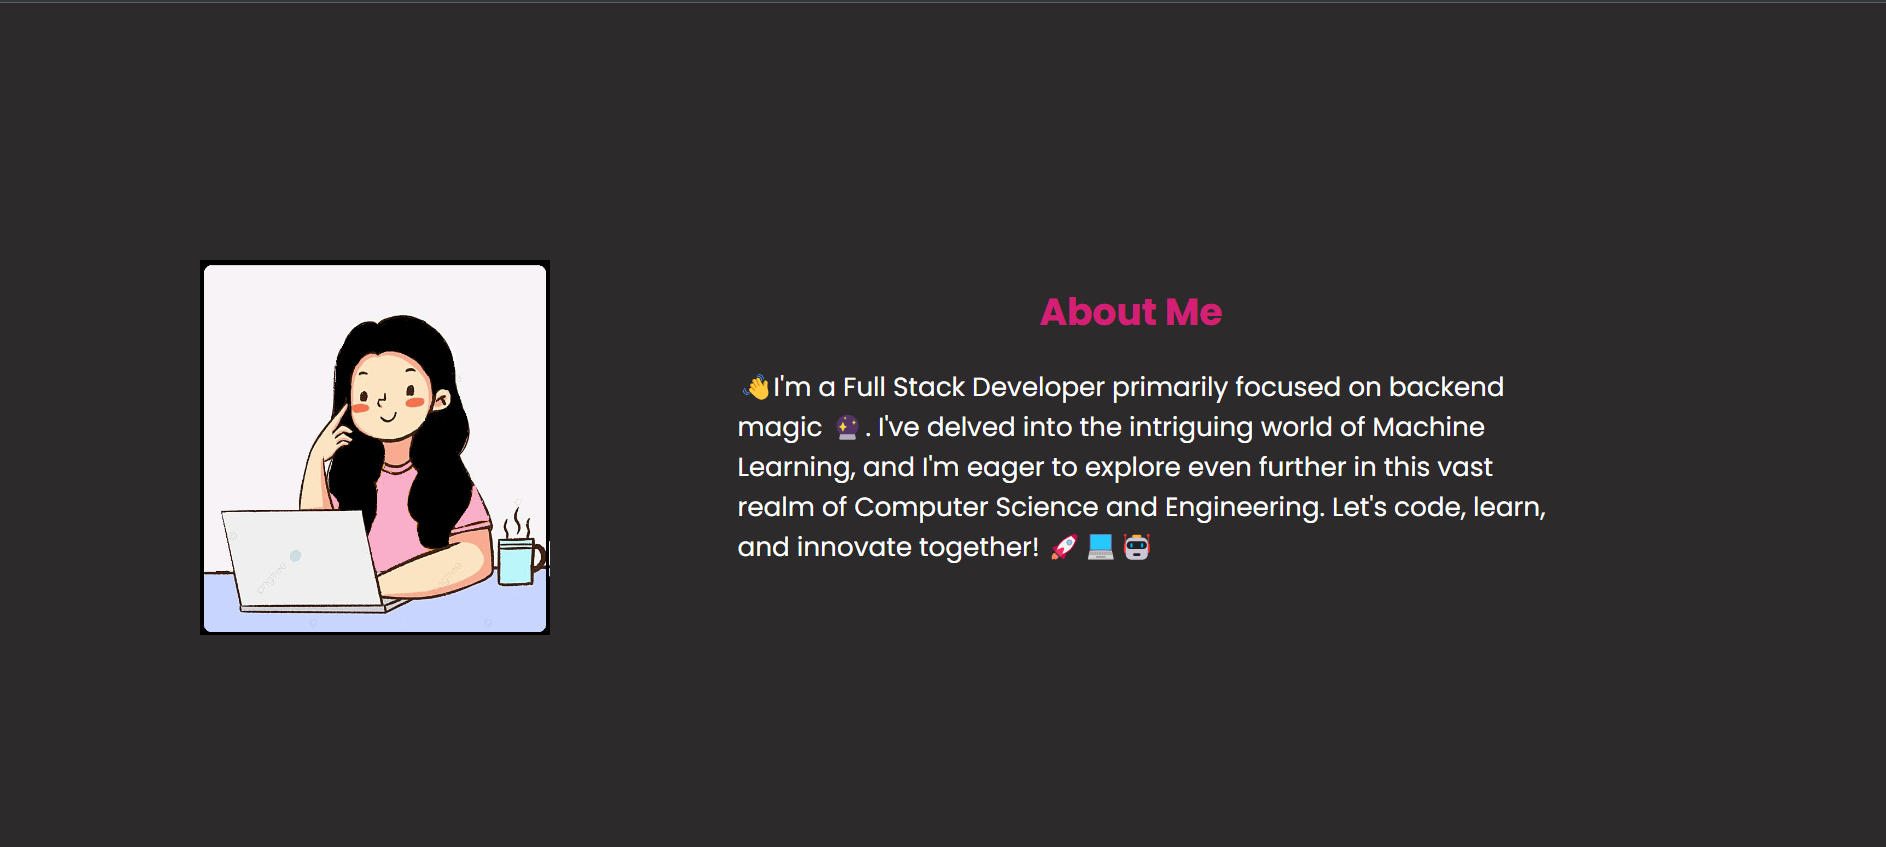 About Me
👋I'm a Full Stack Developer primarily focused on backend
magic 🔮. I've delved into the intriguing world of Machine
Learning, and I'm eager to explore even further in this vast
realm of Computer Science and Engineering. Let's code, learn,
and innovate together! 🚀 💻 🤖